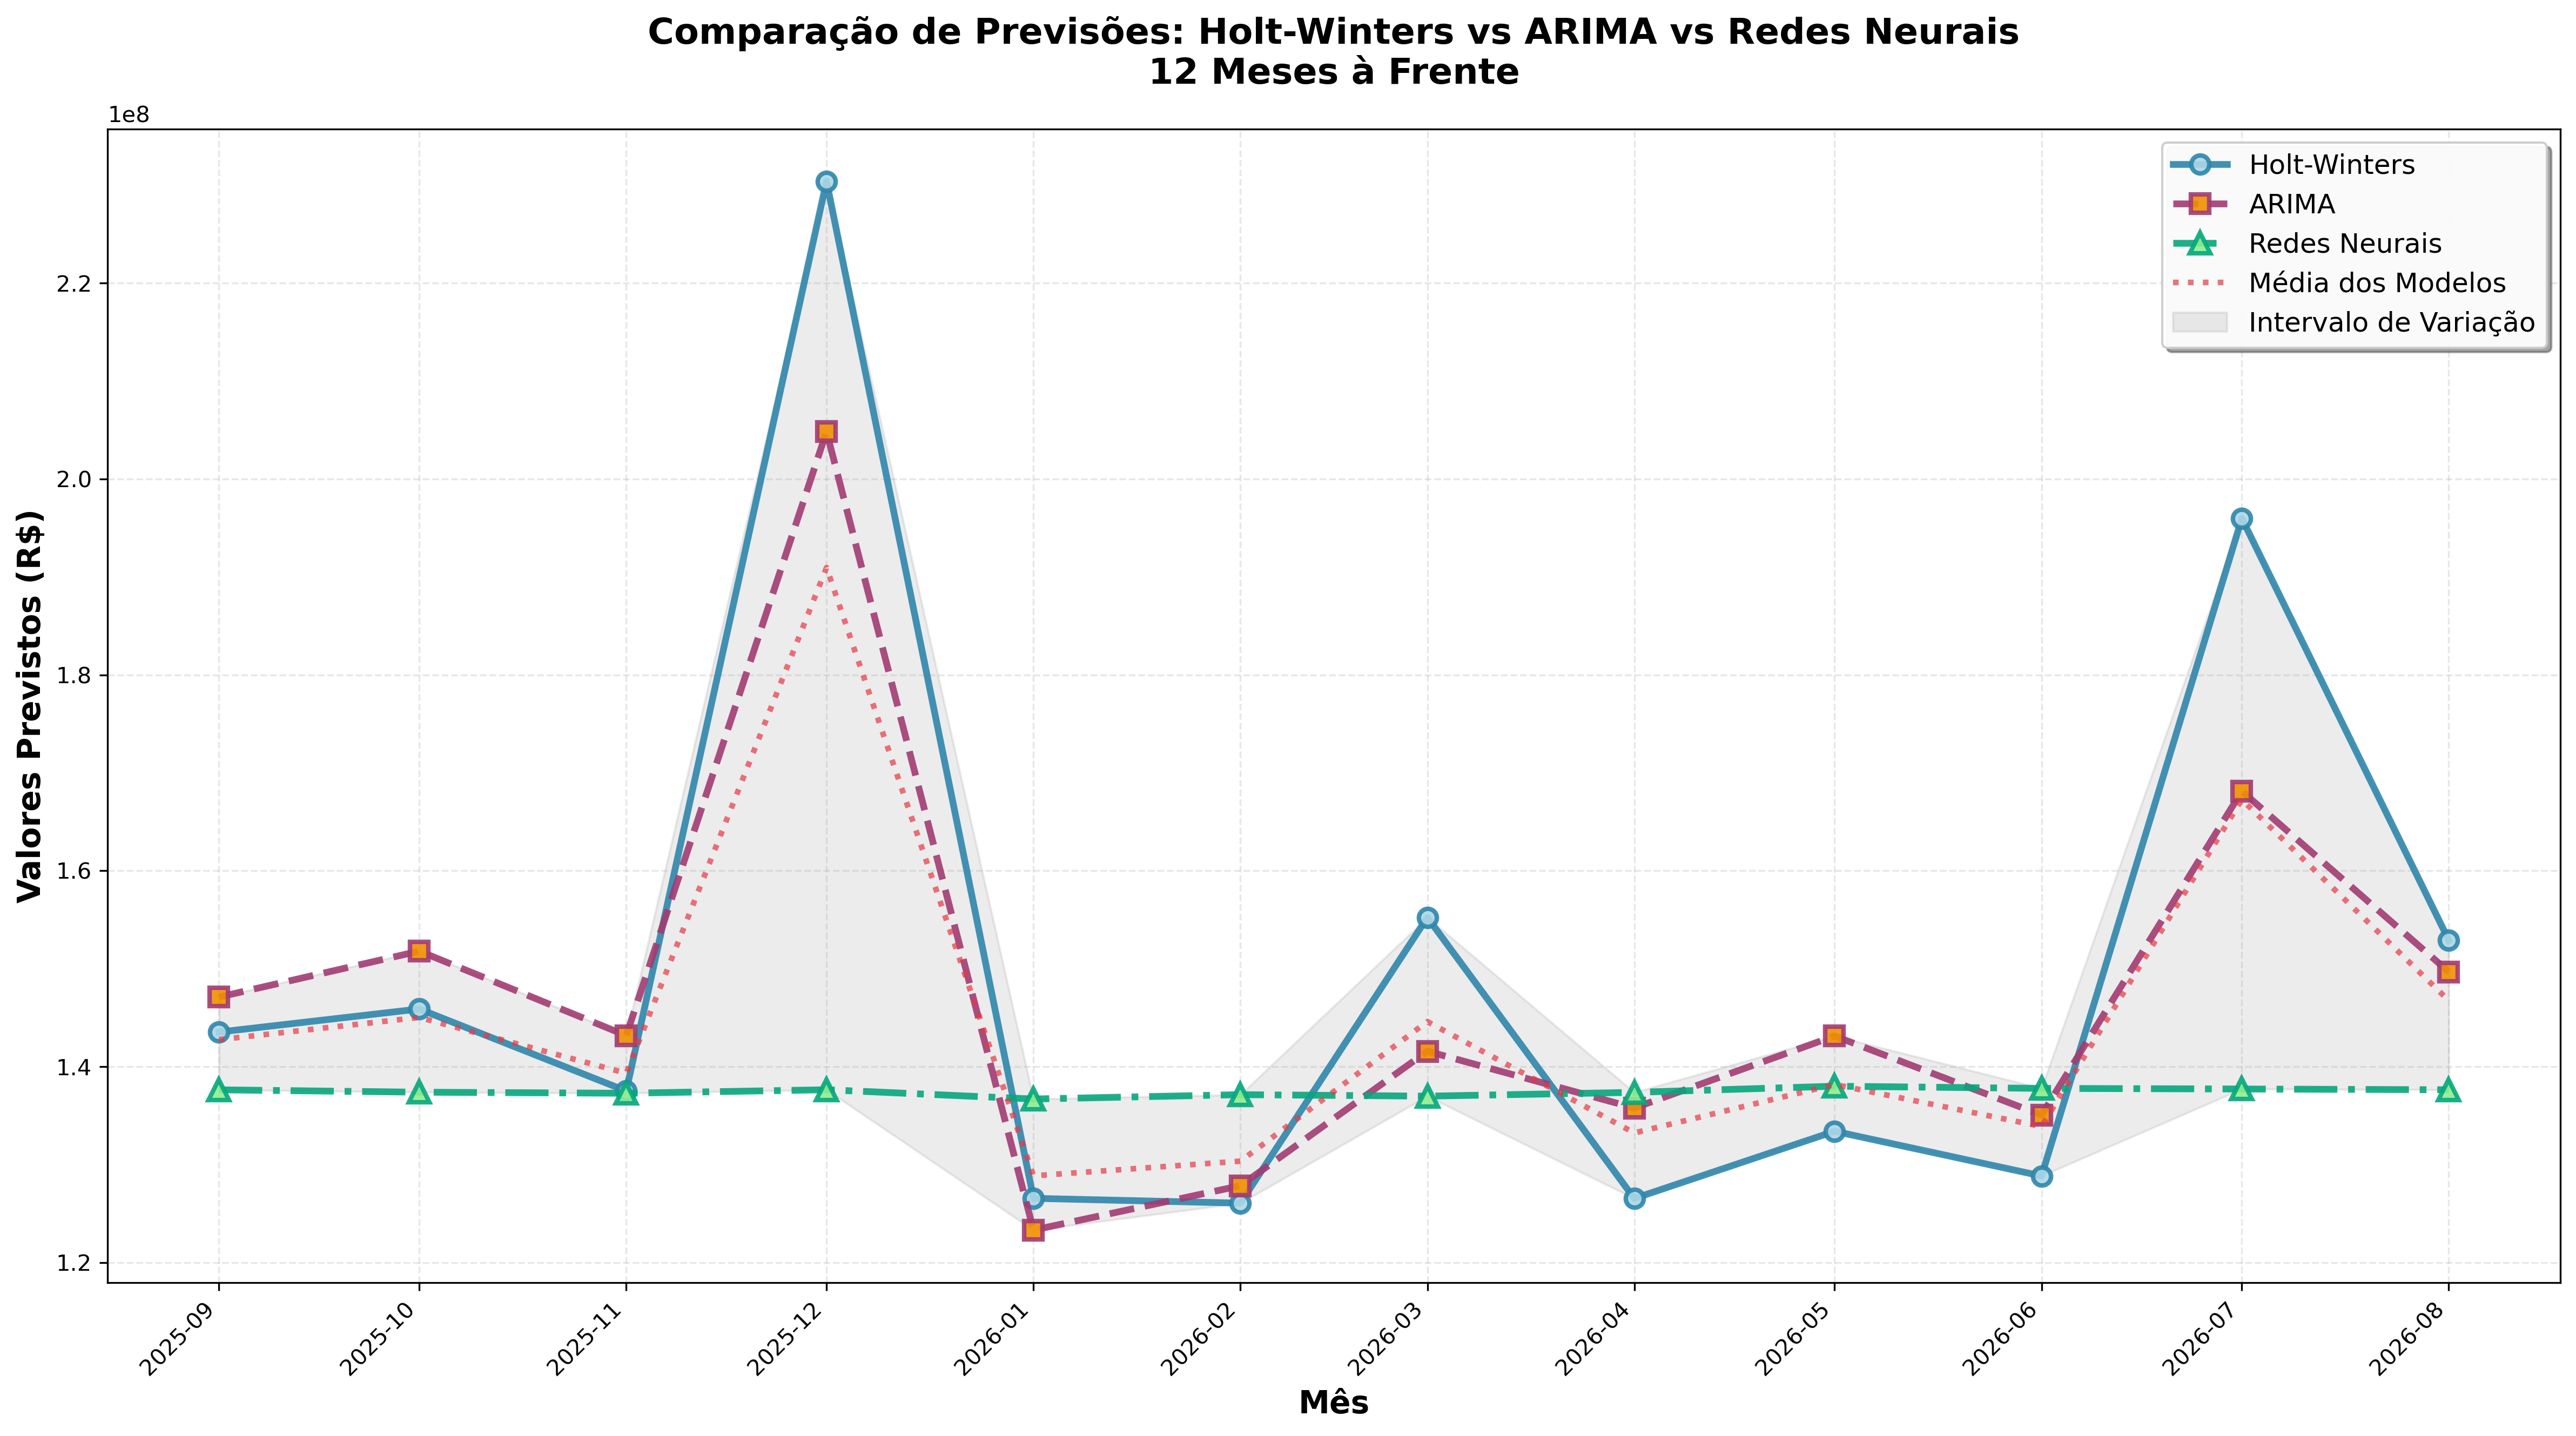 Comparação de Previsões: Holt-Winters vs ARIMA vs Redes Neurais
12 Meses à Frente
1e8
Holt-Winters
ARIMA
Redes Neurais
Média dos Modelos
Intervalo de Variação
2.2
2.0
1.8
1.6
1.4
1.2
Valores Previstos (R$)
2025-09
2025-10
2025-11
2025-12
2026-01
2026-02
2026-03
2026-04
2026-05
2026-06
2026-07
2026-08
Mês